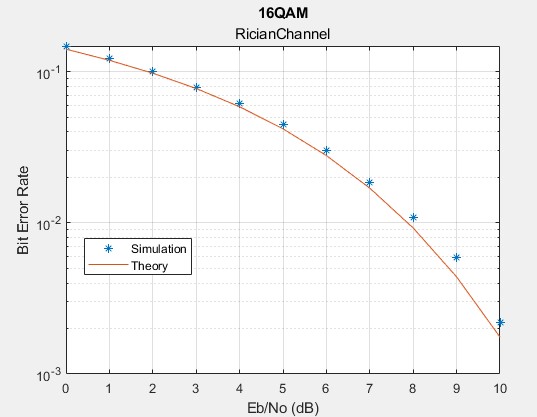 16QAM
RicianChannel
10-1
10-2
10-3
Bit Error Rate
Simulation
Theory
0 1 2 3 4 5 6 7 8 9 10
Eb/No (dB)